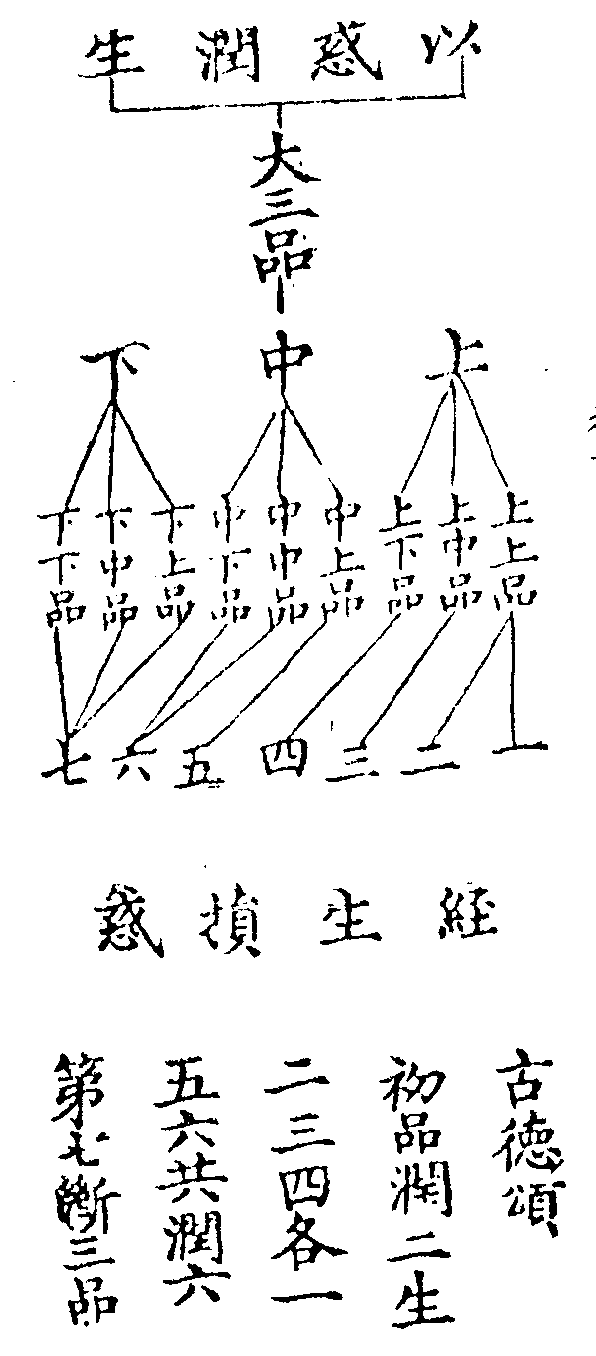 以惑潤生
大三品
上 中 下
上上品 上中品 上下品 中上品 中中品 中下品 下上品 下中品 下下品
一 二 三 四 五 六 七
經生損惑
古德頌
初品潤二生
二三四各一
五六共潤六
第七斷三品